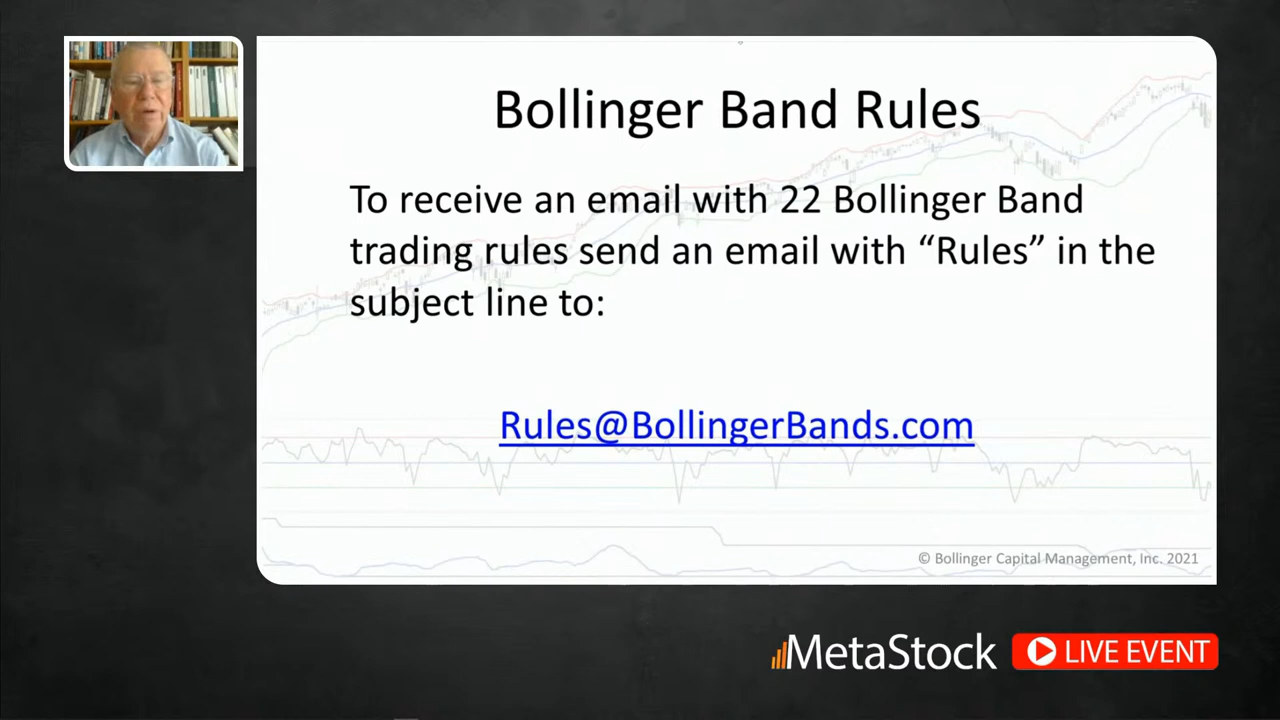 Bollinger Band Rules
To receive an email with 22 Bollinger Band
trading rules send an email with “Rules” in the
subject line to:
Rules@BollingerBands.com
© Bollinger Capital Management, Inc. 2021
MetaStock LIVE EVENT